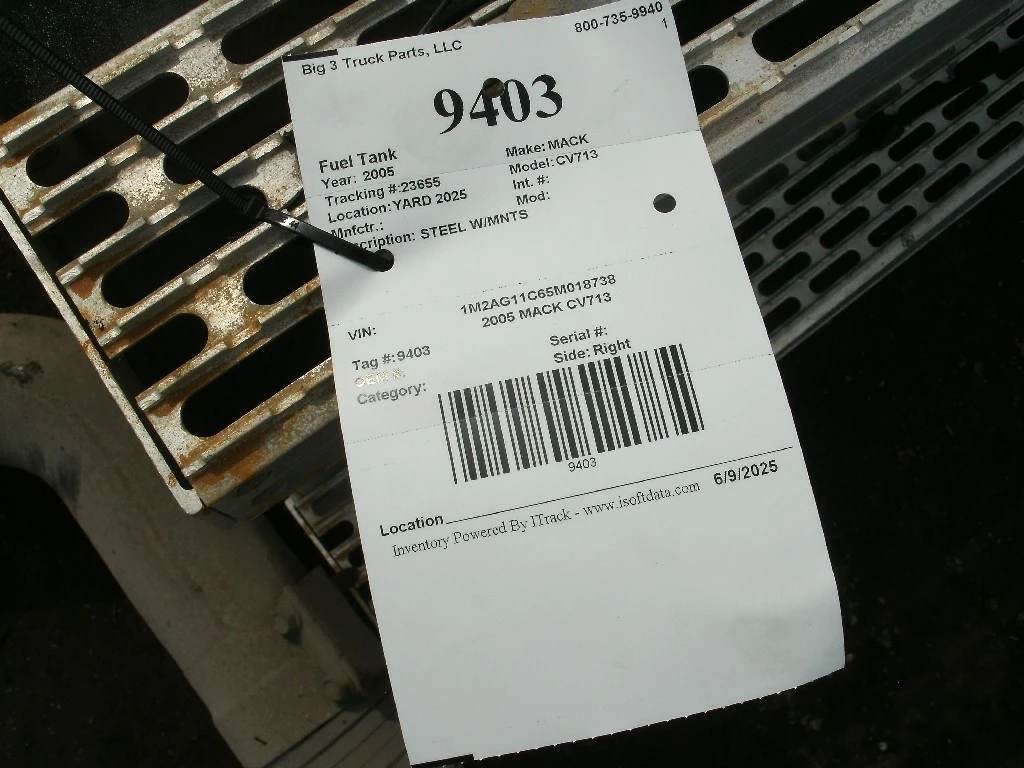 Big 3 Truck Parts, LLC 800-735-9940
1
9403
Fuel Tank
Year: 2005
Tracking #:23655
Location:YARD 2025
Mnfctr.:
cription: STEEL W/MNTS
Make:MACK
Model:CV713
Int. #:
Mod:
VIN: 1M2AG11C65M018738
2005 MACK CV713
Tag #:9403
Category:
Serial #:
Side:Right
9403
Location 6/9/2025
Inventory Powered By ITrack - www.isoftdata.com